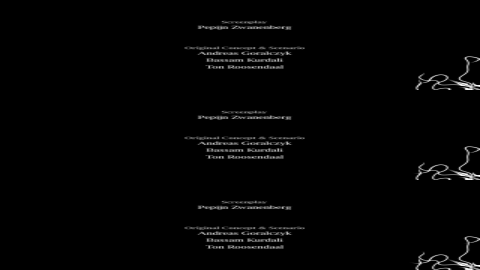 Screenplay
Pepijn Zwanenberg
Original Concept & Scenario
Andreas Goralczyk
Bassam Kurdali
Ton Roosendaal
Screenplay
Pepijn Zwanenberg
Original Concept & Scenario
Andreas Goralczyk
Bassam Kurdali
Ton Roosendaal
Screenplay
Pepijn Zwanenberg
Original Concept & Scenario
Andreas Goralczyk
Bassam Kurdali
Ton Roosendaal